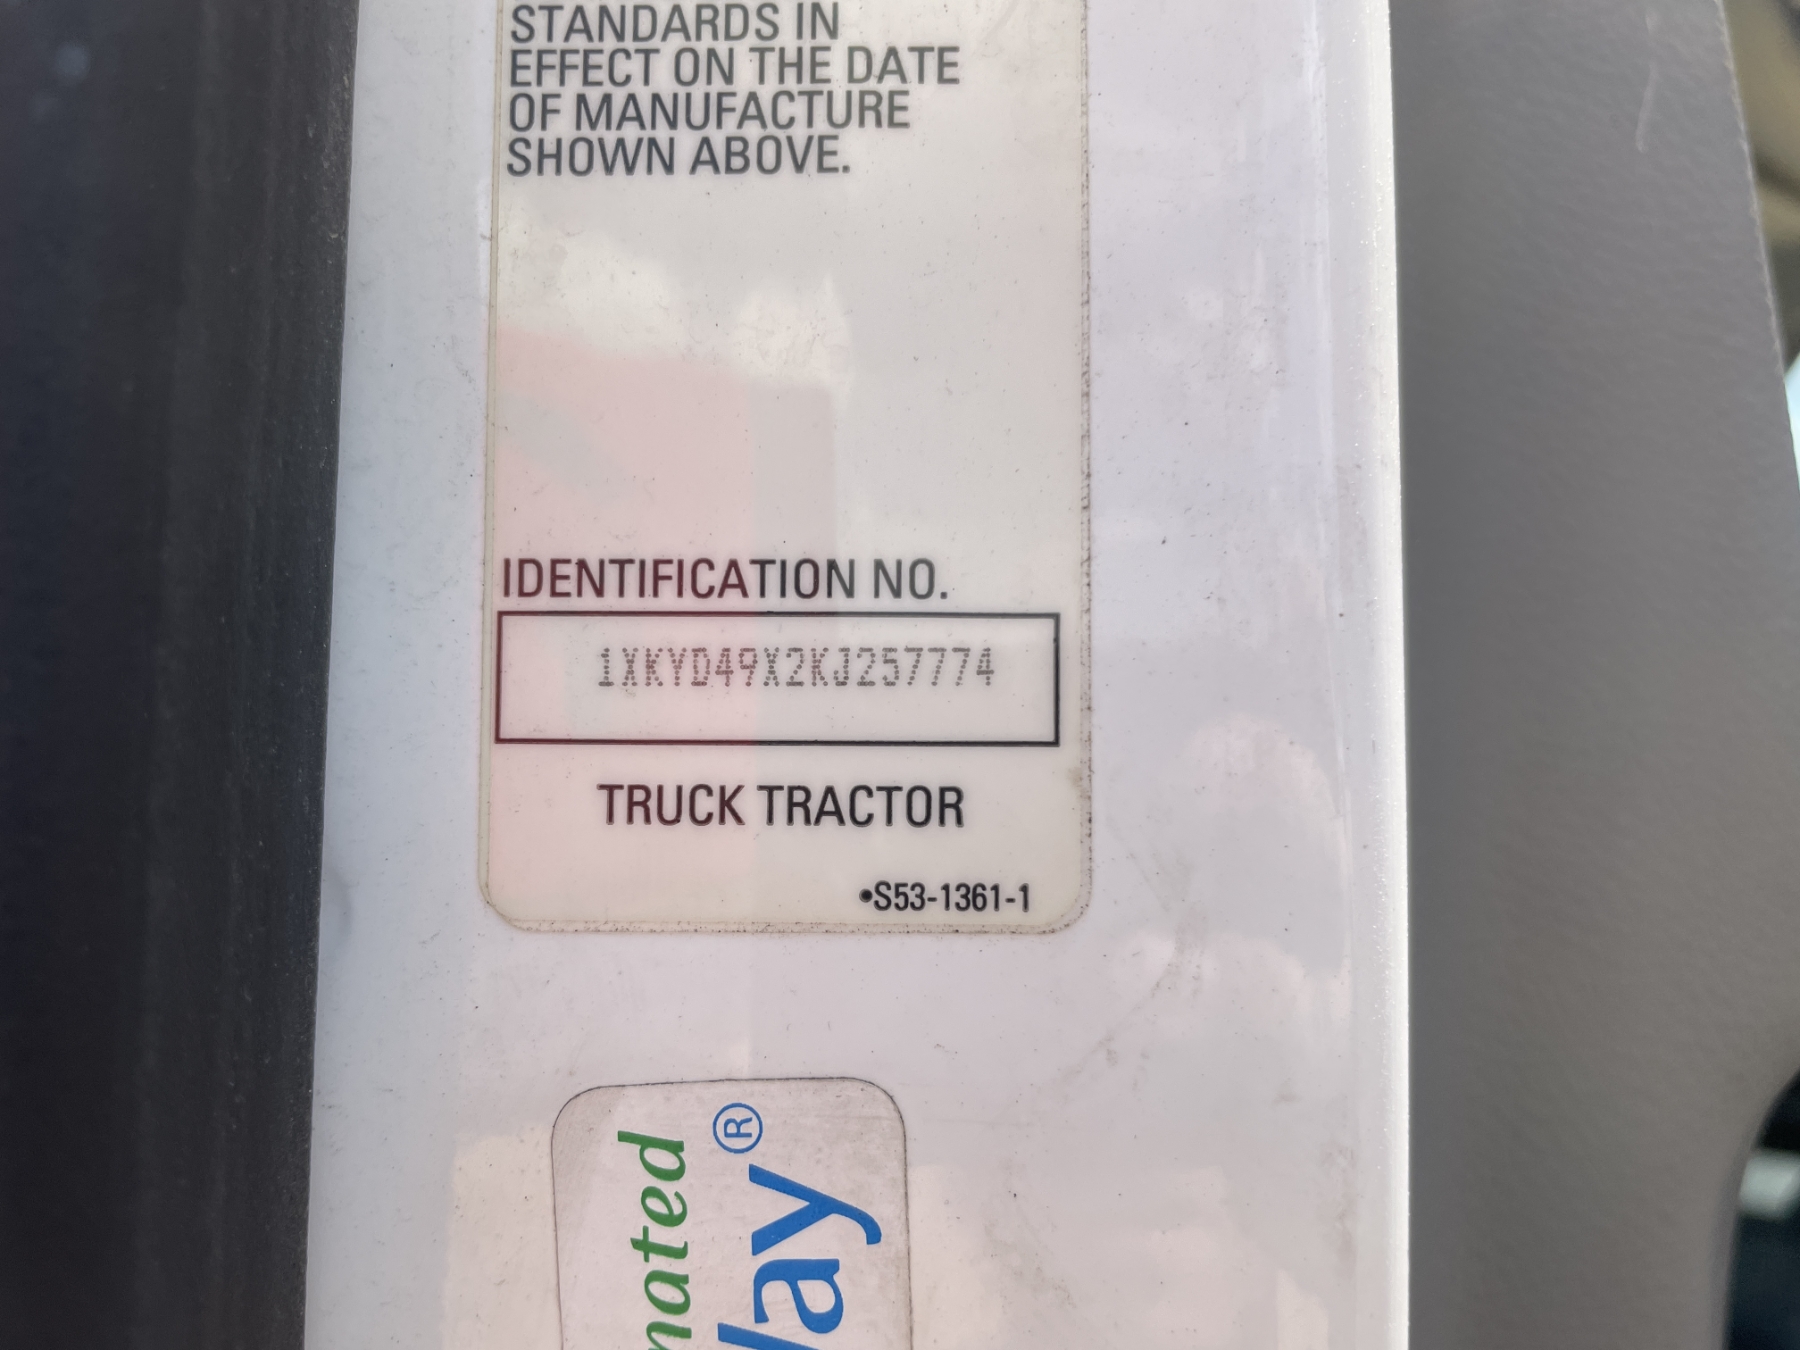 STANDARDS IN
EFFECT ON THE DATE
OF MANUFACTURE
SHOWN ABOVE.
IDENTIFICATION NO.
1XKYD49X2KJ257774
TRUCK TRACTOR
•S53-1361-1
nated
Way®